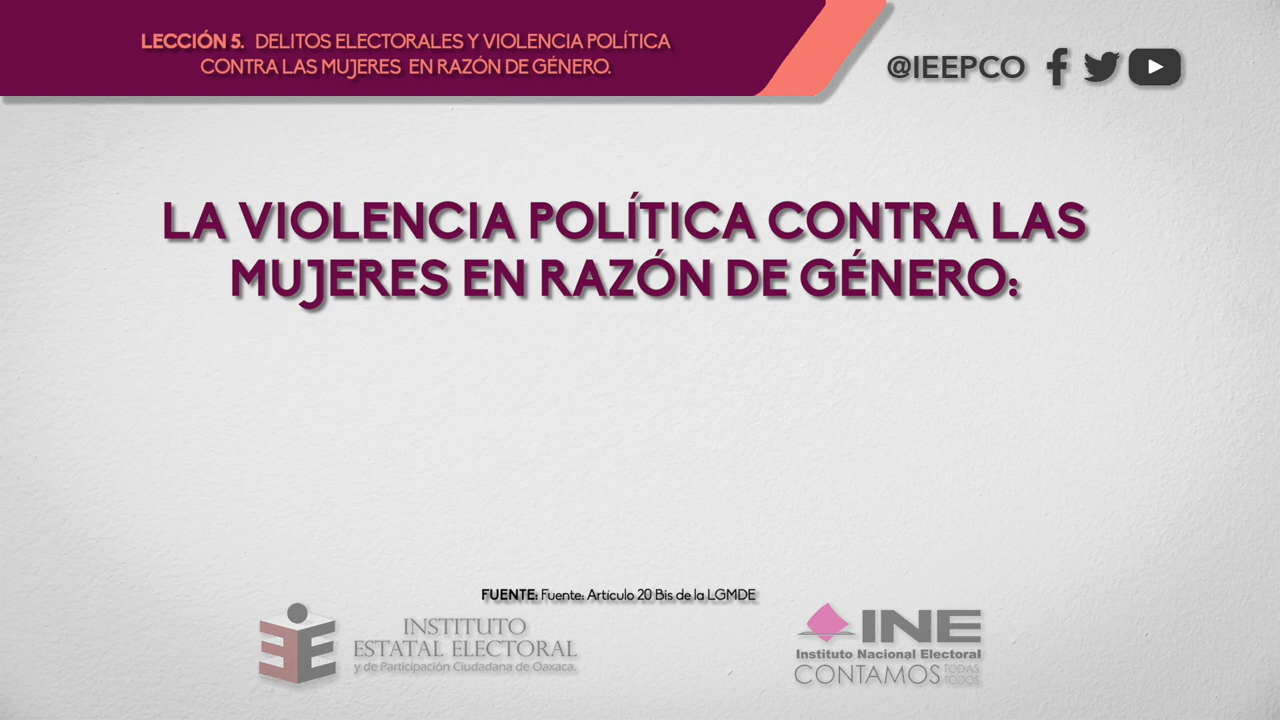 LECCIÓN 5. DELITOS ELECTORALES Y VIOLENCIA POLÍTICA
CONTRA LAS MUJERES EN RAZÓN DE GÉNERO.
@IEEPCO
LA VIOLENCIA POLÍTICA CONTRA LAS
MUJERES EN RAZÓN DE GÉNERO:
FUENTE: Fuente: Artículo 20 Bis de la LGMDE
INSTITUTO
ESTATAL ELECTORAL
y de Participación Ciudadana de Oaxaca.
INE
Instituto Nacional Electoral
CONTAMOS TODAS
TODOS